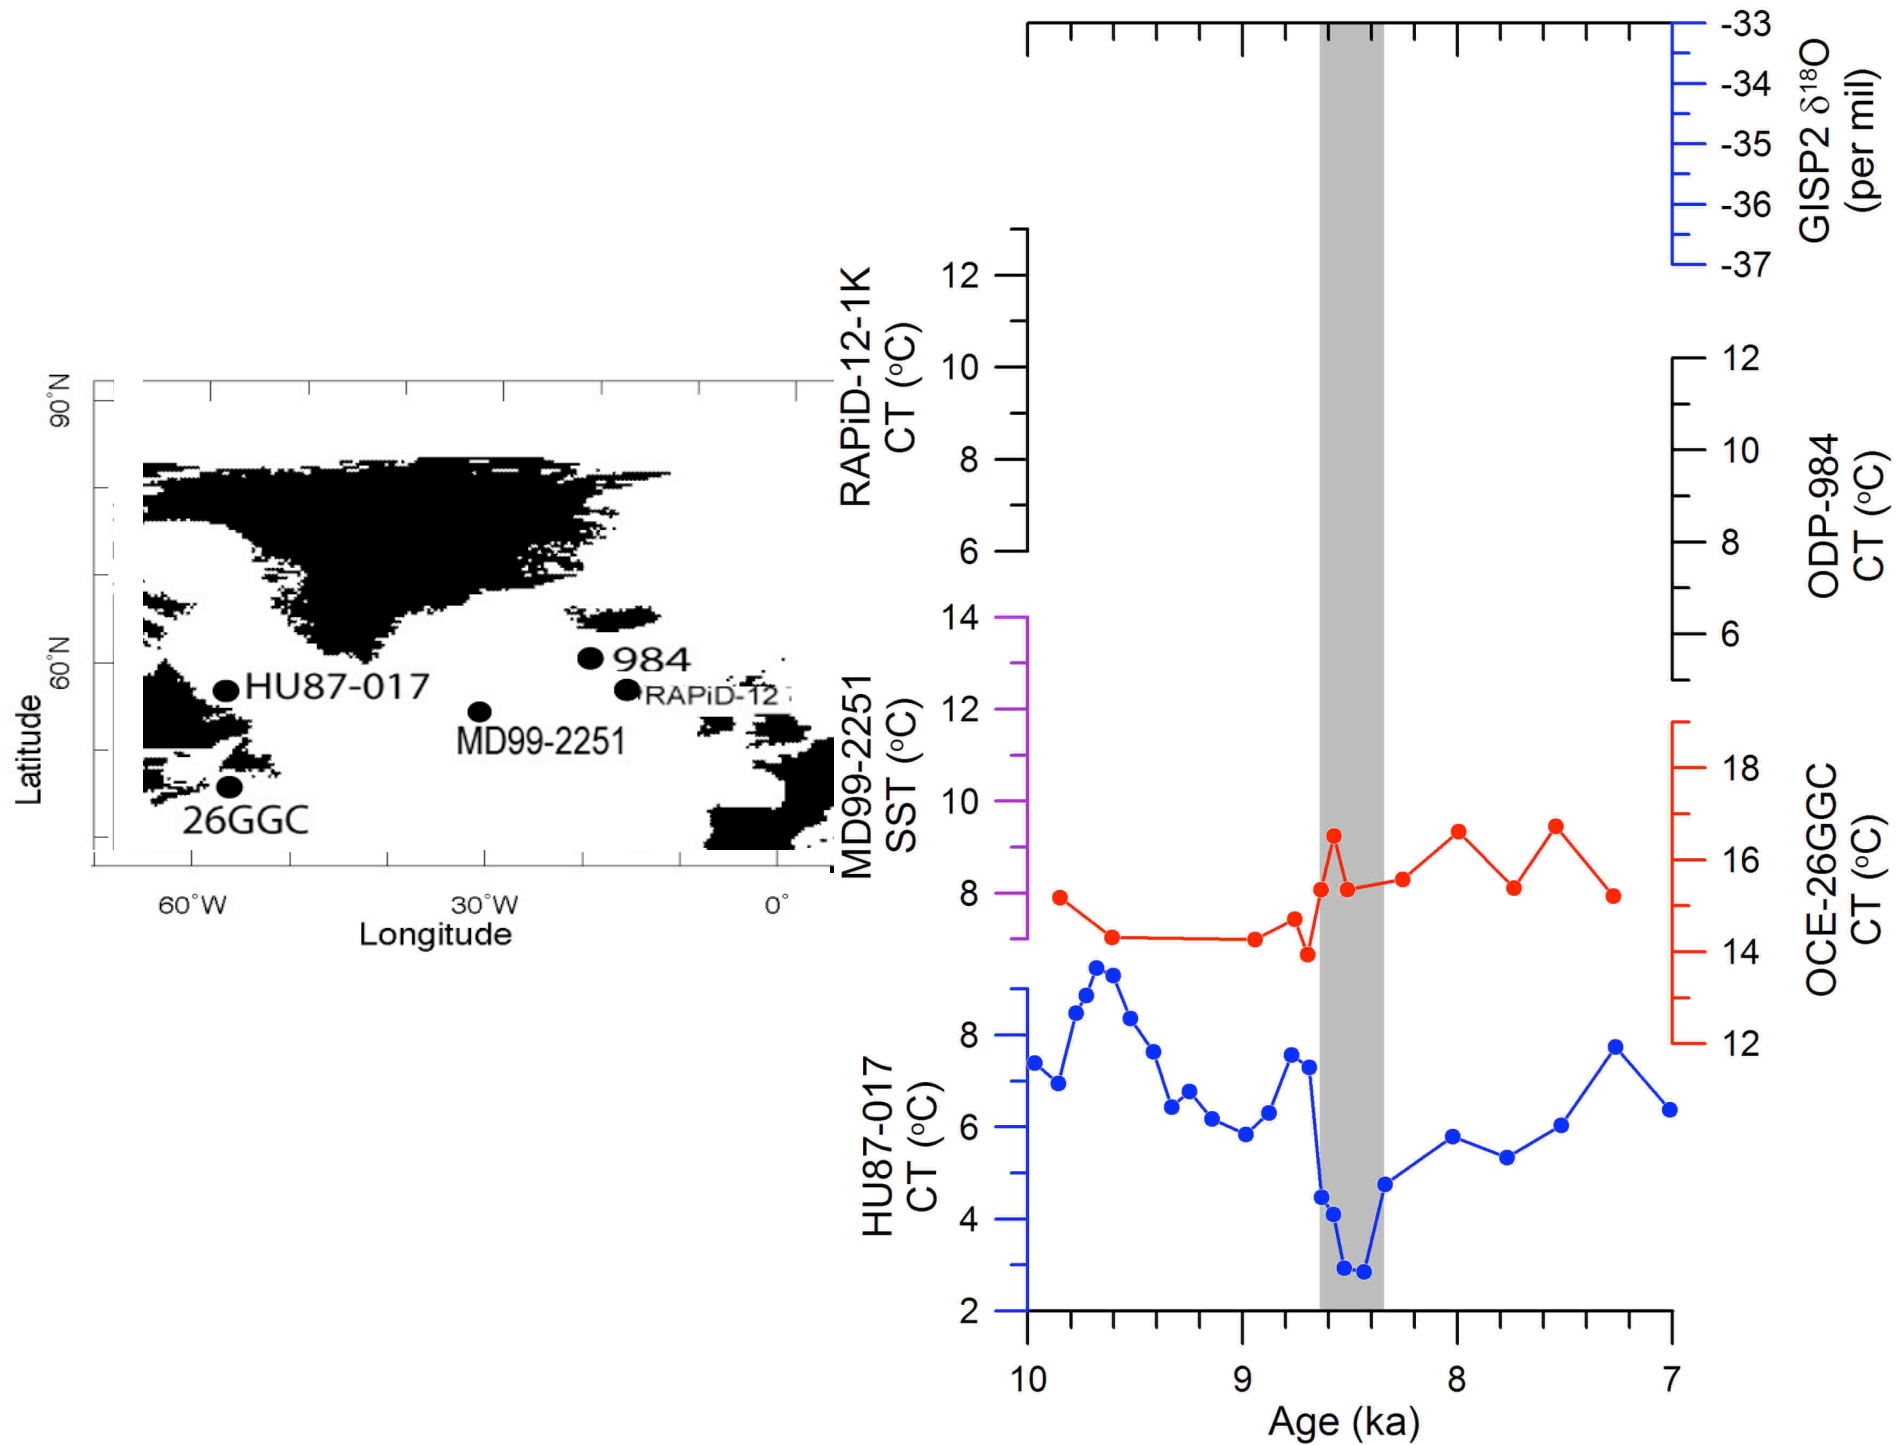 90°N
60°N
Latitude
984
HU87-017
RAPiD-12
MD99-2251
26GGC
60°W
30°W
0°
Longitude
RAPiD-12-1K
CT (°C)
12
10
8
6
MD99-2251
SST (°C)
14
12
10
8
HU87-017
CT (°C)
8
6
4
2
-33
-34
-35
-36
-37
GISP2 δ¹⁸O
(per mil)
12
10
8
6
ODP-984
CT (°C)
18
16
14
12
OCE-26GGC
CT (°C)
10
9
8
7
Age (ka)